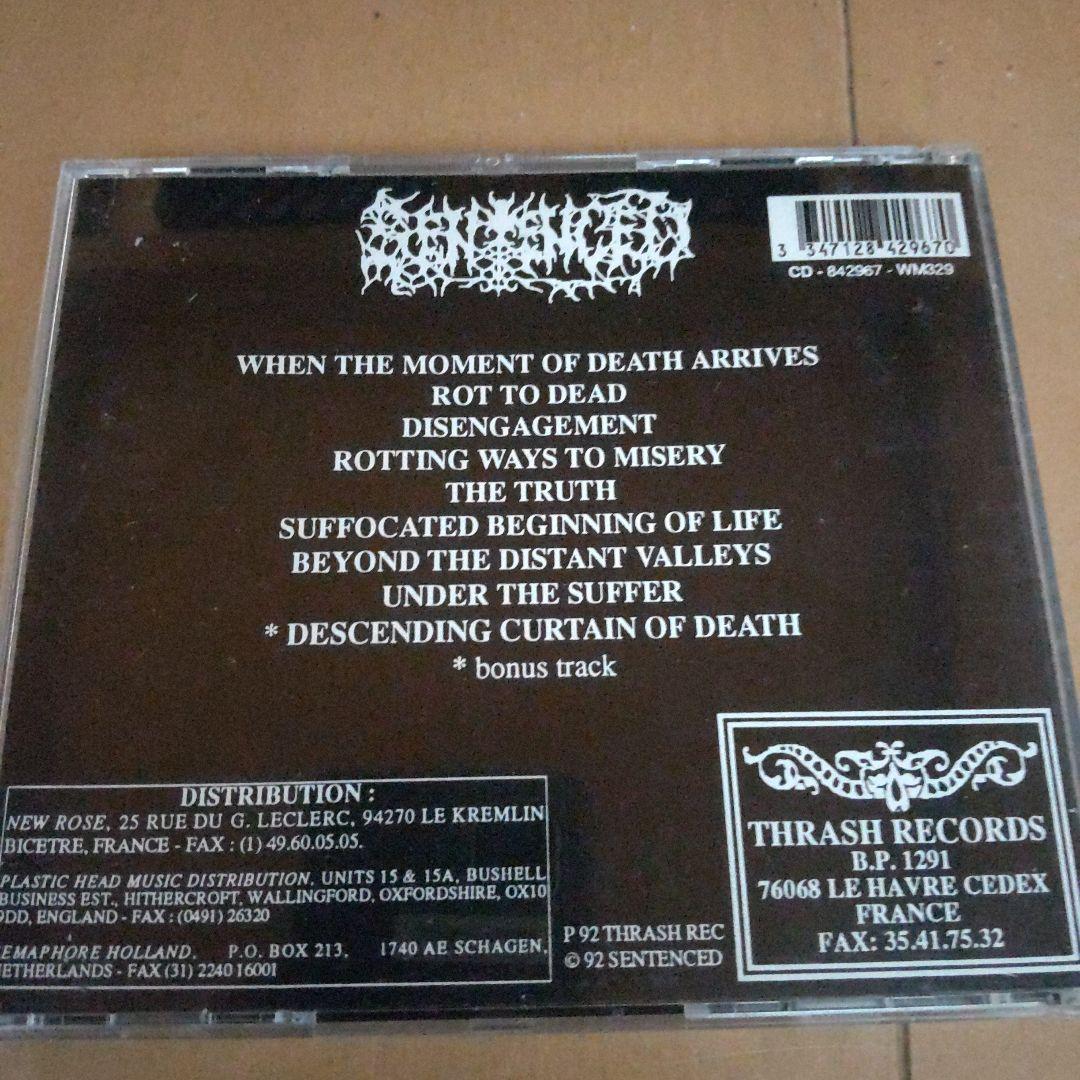 SENTENCED
3 347128 429670
CD - 842967 - WM329
WHEN THE MOMENT OF DEATH ARRIVES
ROT TO DEAD
DISENGAGEMENT
ROTTING WAYS TO MISERY
THE TRUTH
SUFFOCATED BEGINNING OF LIFE
BEYOND THE DISTANT VALLEYS
UNDER THE SUFFER
* DESCENDING CURTAIN OF DEATH
* bonus track
DISTRIBUTION :
NEW ROSE, 25 RUE DU G. LECLERC, 94270 LE KREMLIN
BICETRE, FRANCE - FAX : (1) 49.60.05.05.
PLASTIC HEAD MUSIC DISTRIBUTION, UNITS 15 & 15A, BUSHELL
BUSINESS EST., HITHERCROFT, WALLINGFORD, OXFORDSHIRE, OX10
9DD, ENGLAND - FAX : (0491) 26320
SEMAPHORE HOLLAND, P.O. BOX 213, 1740 AE SCHAGEN,
NETHERLANDS - FAX (31) 2240 16001
P 92 THRASH REC
© 92 SENTENCED
THRASH RECORDS
B.P. 1291
76068 LE HAVRE CEDEX
FRANCE
FAX: 35.41.75.32